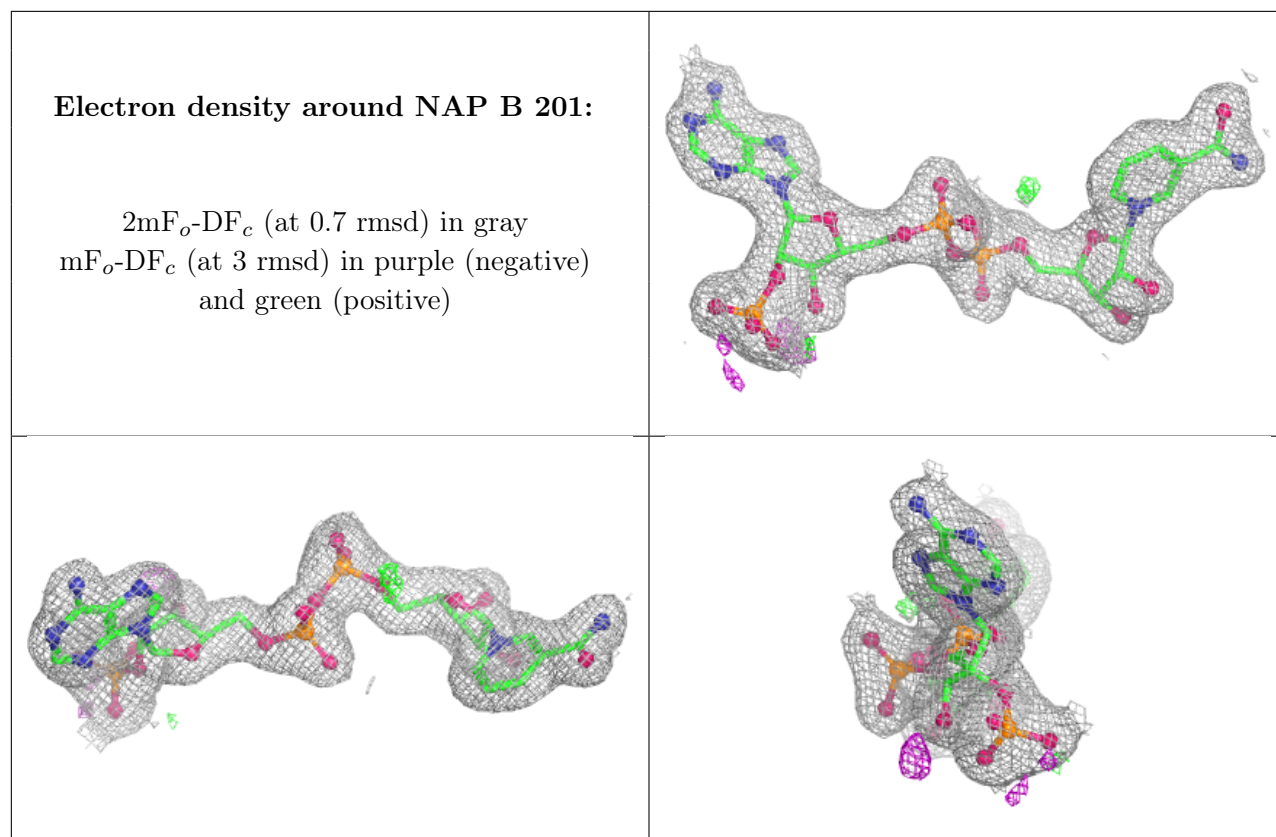 Electron density around NAP B 201:
2mFo-DFc (at 0.7 rmsd) in gray
mFo-DFc (at 3 rmsd) in purple (negative)
and green (positive)